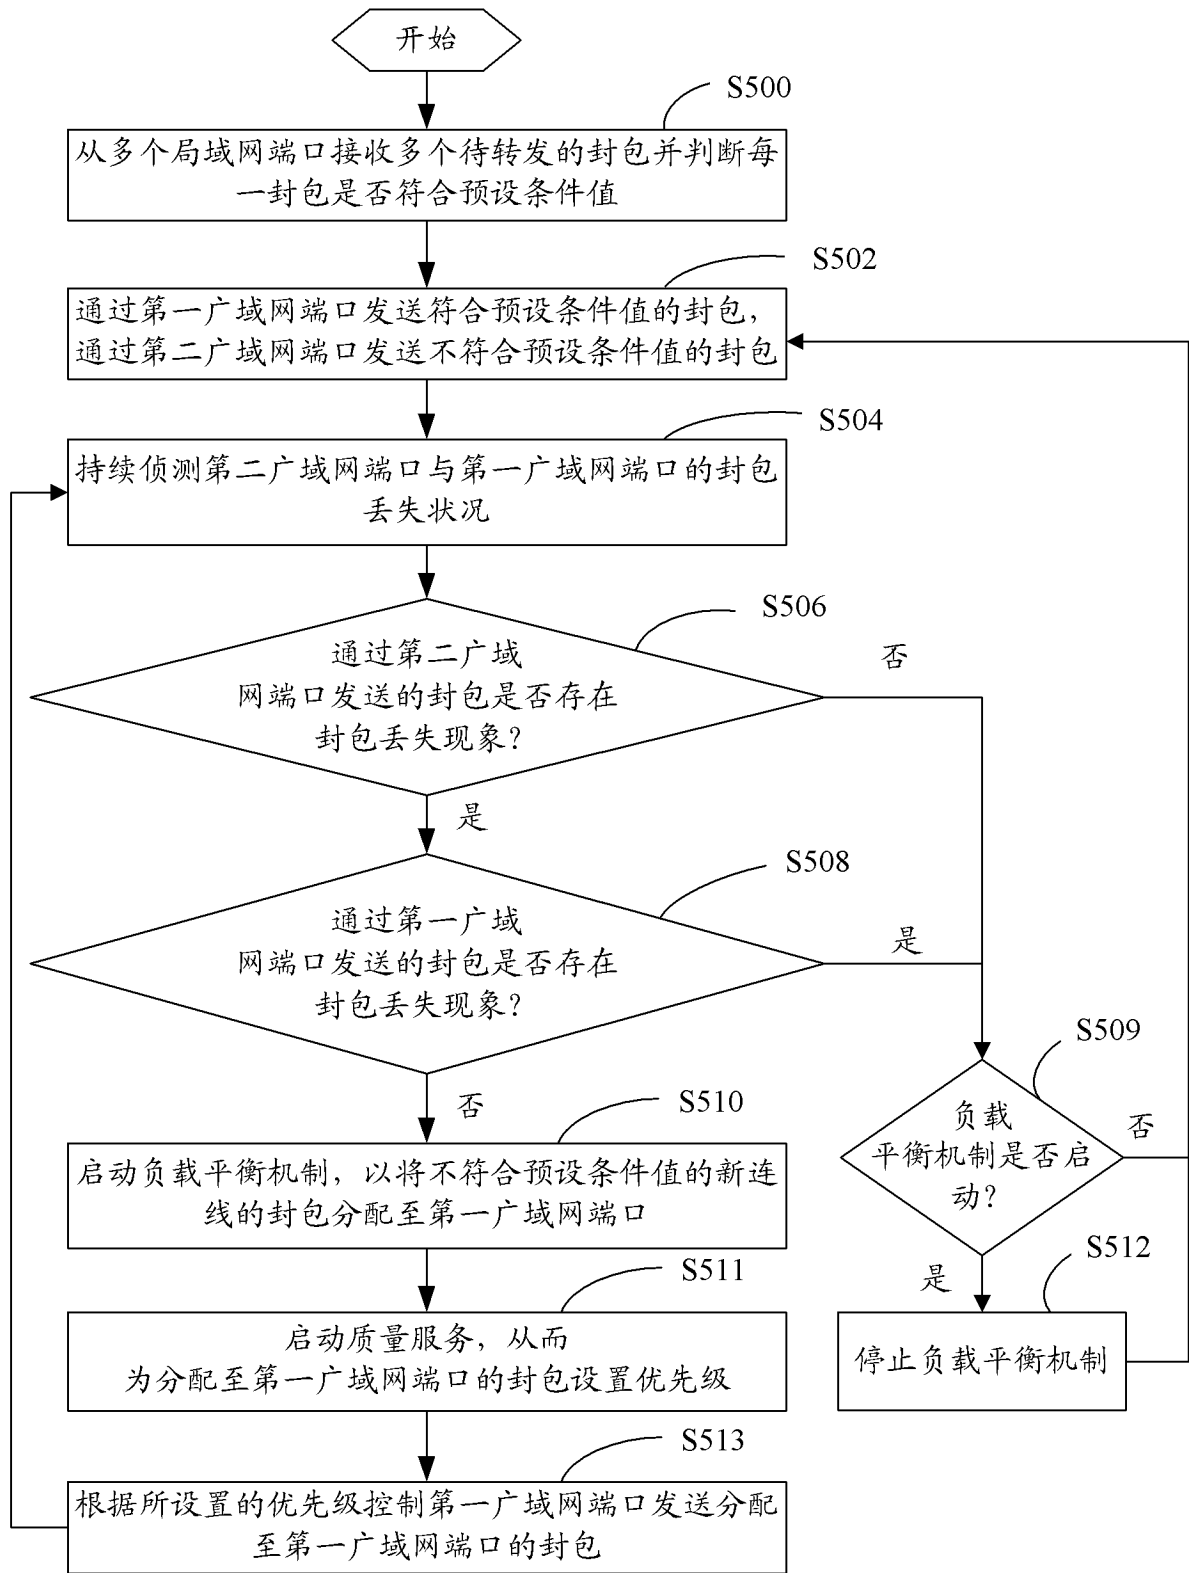 开始
S500
从多个局域网端口接收多个待转发的封包并判断每
一封包是否符合预设条件值
S502
通过第一广域网端口发送符合预设条件值的封包，
通过第二广域网端口发送不符合预设条件值的封包
S504
持续侦测第二广域网端口与第一广域网端口的封包
丢失状况
S506
通过第二广域
网端口发送的封包是否存在
封包丢失现象？
否
是
S508
通过第一广域
网端口发送的封包是否存在
封包丢失现象？
是
否
S509
负载
平衡机制是否启
动？
否
是
S510
启动负载平衡机制，以将不符合预设条件值的新连
线的封包分配至第一广域网端口
S512
停止负载平衡机制
S511
启动质量服务，从而
为分配至第一广域网端口的封包设置优先级
S513
根据所设置的优先级控制第一广域网端口发送分配
至第一广域网端口的封包